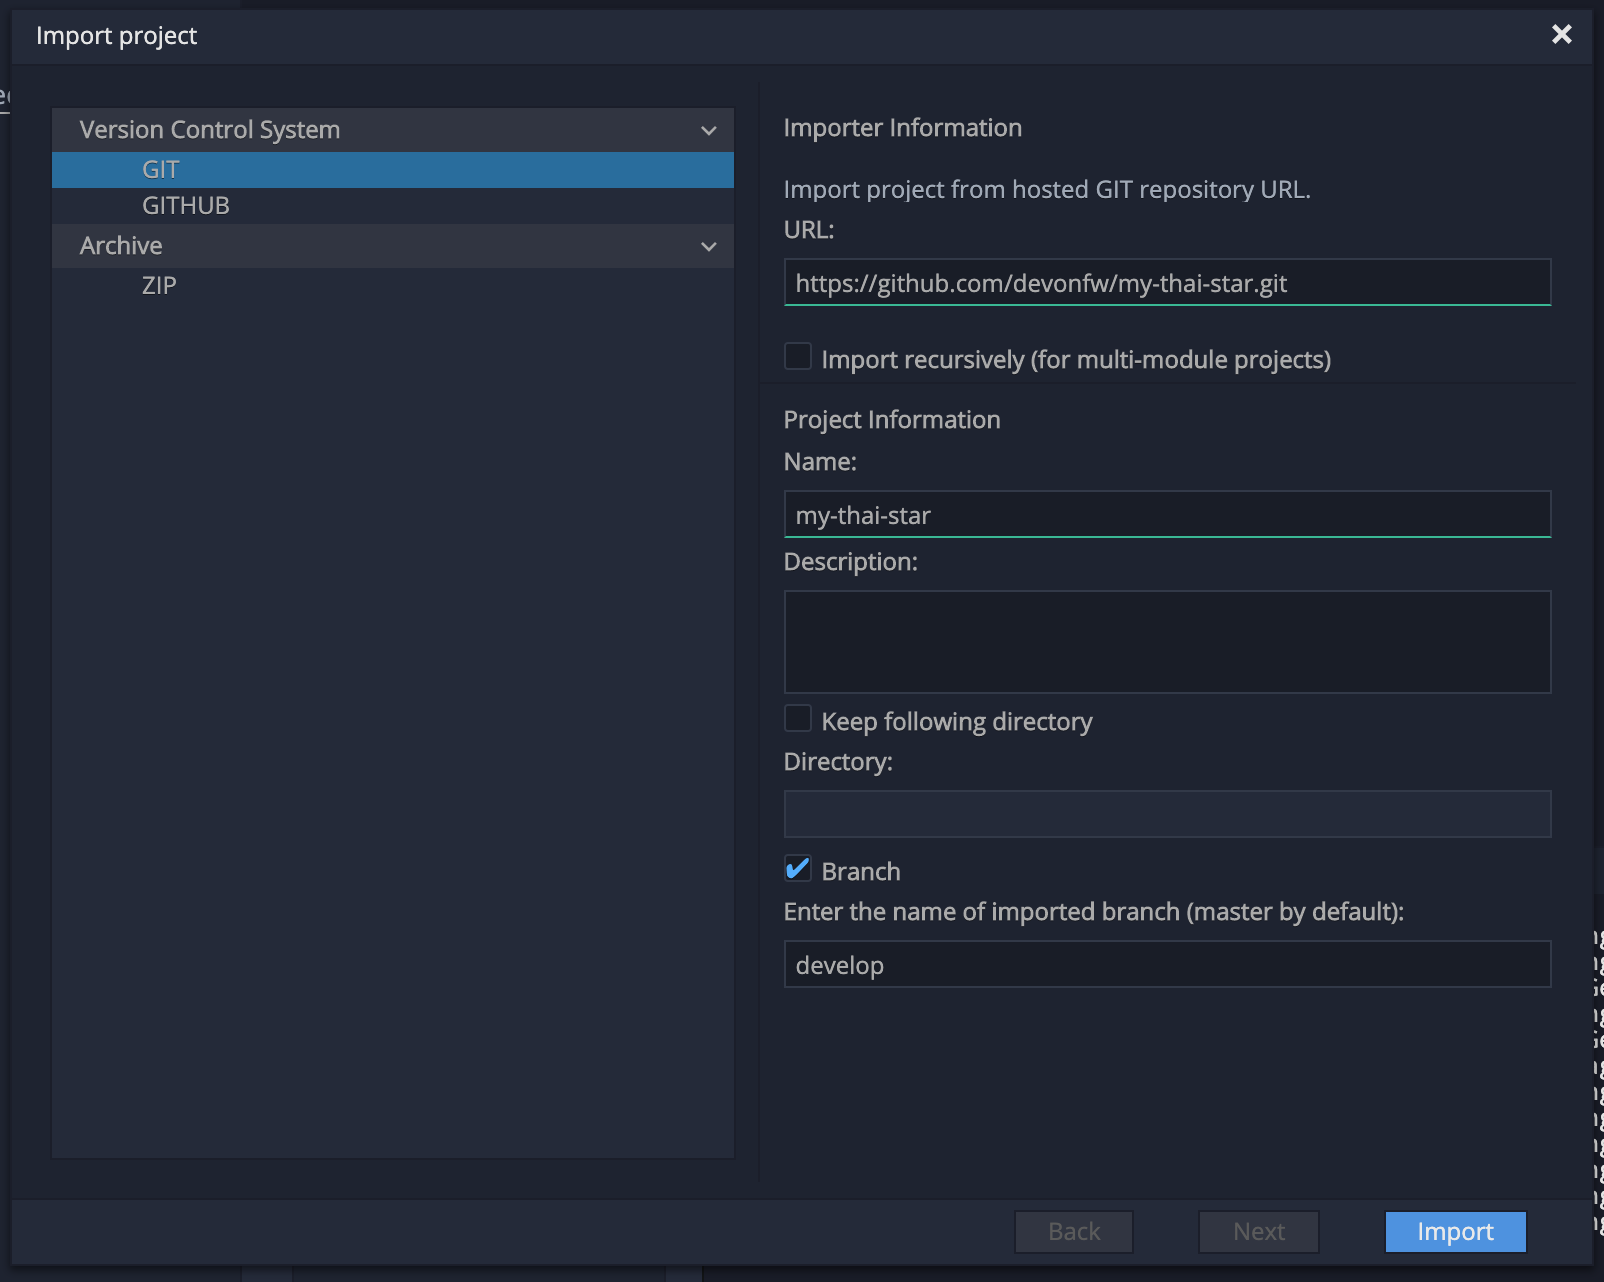 Import project
Version Control System
GIT
GITHUB
Archive
ZIP
Importer Information
Import project from hosted GIT repository URL.
URL:
https://github.com/devonfw/my-thai-star.git
Import recursively (for multi-module projects)
Project Information
Name:
my-thai-star
Description:
Keep following directory
Directory:
Branch
Enter the name of imported branch (master by default):
develop
Back
Next
Import